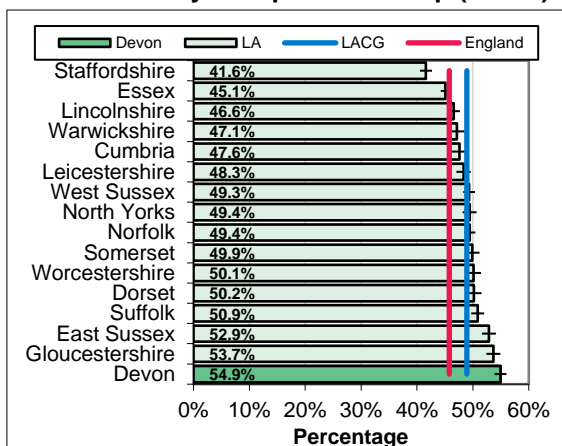 Devon LA LACG England
Staffordshire 41.6%
Essex 45.1%
Lincolnshire 46.6%
Warwickshire 47.1%
Cumbria 47.6%
Leicestershire 48.3%
West Sussex 49.3%
North Yorks 49.4%
Norfolk 49.4%
Somerset 49.9%
Worcestershire 50.1%
Dorset 50.2%
Suffolk 50.9%
East Sussex 52.9%
Gloucestershire 53.7%
Devon 54.9%
0% 10% 20% 30% 40% 50% 60%
Percentage